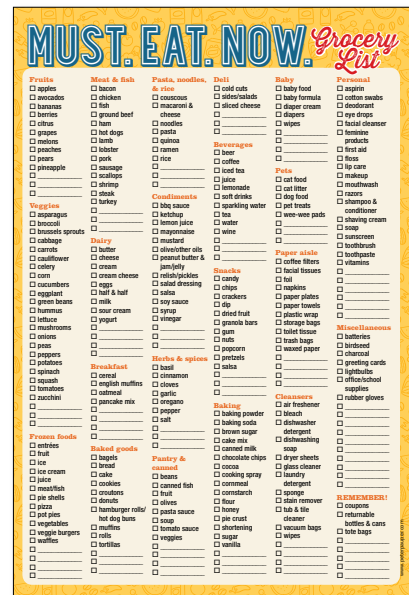 MUST. EAT. NOW.
Grocery
List
Fruits
apples
avocados
bananas
berries
citrus
grapes
melons
peaches
pears
pineapple
Veggies
asparagus
broccoli
brussels sprouts
cabbage
carrots
cauliflower
celery
corn
cucumbers
eggplant
green beans
hummus
lettuce
mushrooms
onions
peas
peppers
potatoes
spinach
squash
tomatoes
zucchini
Frozen foods
entrées
fruit
ice
ice cream
juice
meat/fish
pie shells
pizza
pot pies
vegetables
veggie burgers
waffles
Meat & fish
bacon
chicken
fish
ground beef
ham
hot dogs
lamb
lobster
pork
sausage
scallops
shrimp
steak
turkey
Dairy
butter
cheese
cream
cream cheese
eggs
half & half
milk
sour cream
yogurt
Breakfast
cereal
english muffins
oatmeal
pancake mix
Baked goods
bagels
bread
cake
cookies
croutons
donuts
hamburger rolls/
hot dog buns
muffins
rolls
tortillas
Pasta, noodles,
& rice
couscous
macaroni &
cheese
noodles
pasta
quinoa
ramen
rice
Condiments
bbq sauce
ketchup
lemon juice
mayonnaise
mustard
olive/other oils
peanut butter &
jam/jelly
relish/pickles
salad dressing
salsa
soy sauce
syrup
vinegar
Herbs & spices
basil
cinnamon
cloves
garlic
oregano
pepper
salt
Pantry &
canned
beans
canned fish
fruit
olives
pasta sauce
soup
tomato sauce
veggies
Deli
cold cuts
sides/salads
sliced cheese
Beverages
beer
coffee
iced tea
juice
lemonade
soft drinks
sparkling water
tea
water
wine
Snacks
candy
chips
crackers
dip
dried fruit
granola bars
gum
nuts
popcorn
pretzels
salsa
Baking
baking powder
baking soda
brown sugar
cake mix
canned milk
chocolate chips
cocoa
cooking spray
cornmeal
cornstarch
flour
honey
pie crust
shortening
sugar
vanilla
Baby
baby food
baby formula
diaper cream
diapers
wipes
Pets
cat food
cat litter
dog food
pet treats
wee-wee pads
Paper aisle
coffee filters
facial tissues
foil
napkins
paper plates
paper towels
plastic wrap
storage bags
toilet tissue
trash bags
waxed paper
Cleansers
air freshener
bleach
dishwasher
detergent
dishwashing
soap
dryer sheets
glass cleaner
laundry
detergent
sponge
stain remover
tub & tile
cleaner
vacuum bags
wipes
Personal
aspirin
cotton swabs
deodorant
eye drops
facial cleanser
feminine
products
first aid
floss
lip care
makeup
mouthwash
razors
shampoo &
conditioner
shaving cream
soap
sunscreen
toothbrush
toothpaste
vitamins
Miscellaneous
batteries
birdseed
charcoal
greeting cards
lightbulbs
office/school
supplies
rubber gloves
REMEMBER!
coupons
returnable
bottles & cans
tote bags